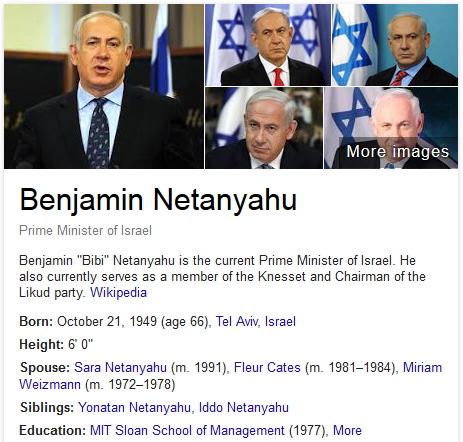 More images
Benjamin Netanyahu
Prime Minister of Israel
Benjamin "Bibi" Netanyahu is the current Prime Minister of Israel. He
also currently serves as a member of the Knesset and Chairman of the
Likud party. Wikipedia
Born: October 21, 1949 (age 66), Tel Aviv, Israel
Height: 6' 0"
Spouse: Sara Netanyahu (m. 1991), Fleur Cates (m. 1981–1984), Miriam
Weizmann (m. 1972–1978)
Siblings: Yonatan Netanyahu, Iddo Netanyahu
Education: MIT Sloan School of Management (1977), More